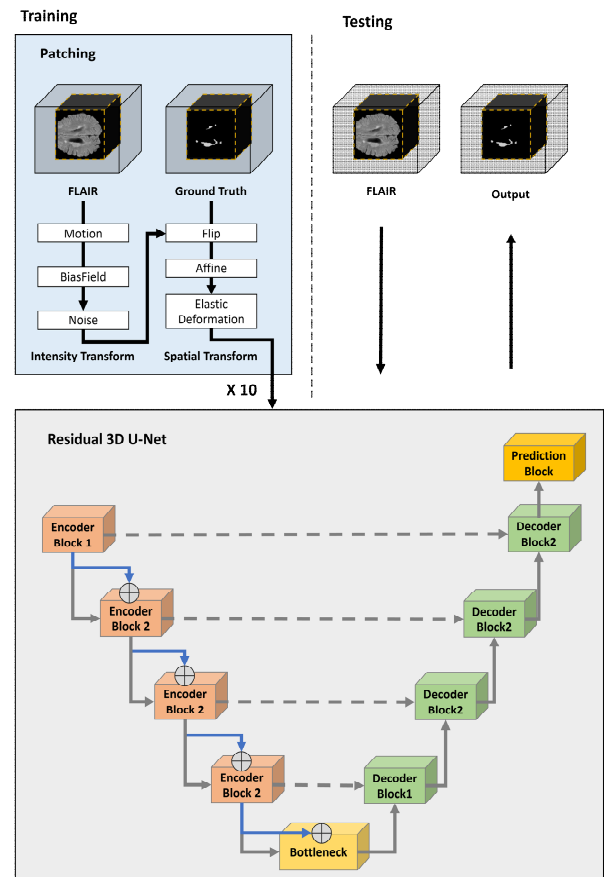 Training
Testing
Patching
FLAIR
Ground Truth
FLAIR
Output
Motion
Flip
BiasField
Affine
Noise
Elastic
Deformation
Intensity Transform
Spatial Transform
X 10
Residual 3D U-Net
Prediction
Block
Encoder
Block 1
Decoder
Block2
Encoder
Block 2
Decoder
Block2
Encoder
Block 2
Decoder
Block2
Encoder
Block 2
Decoder
Block1
Bottleneck